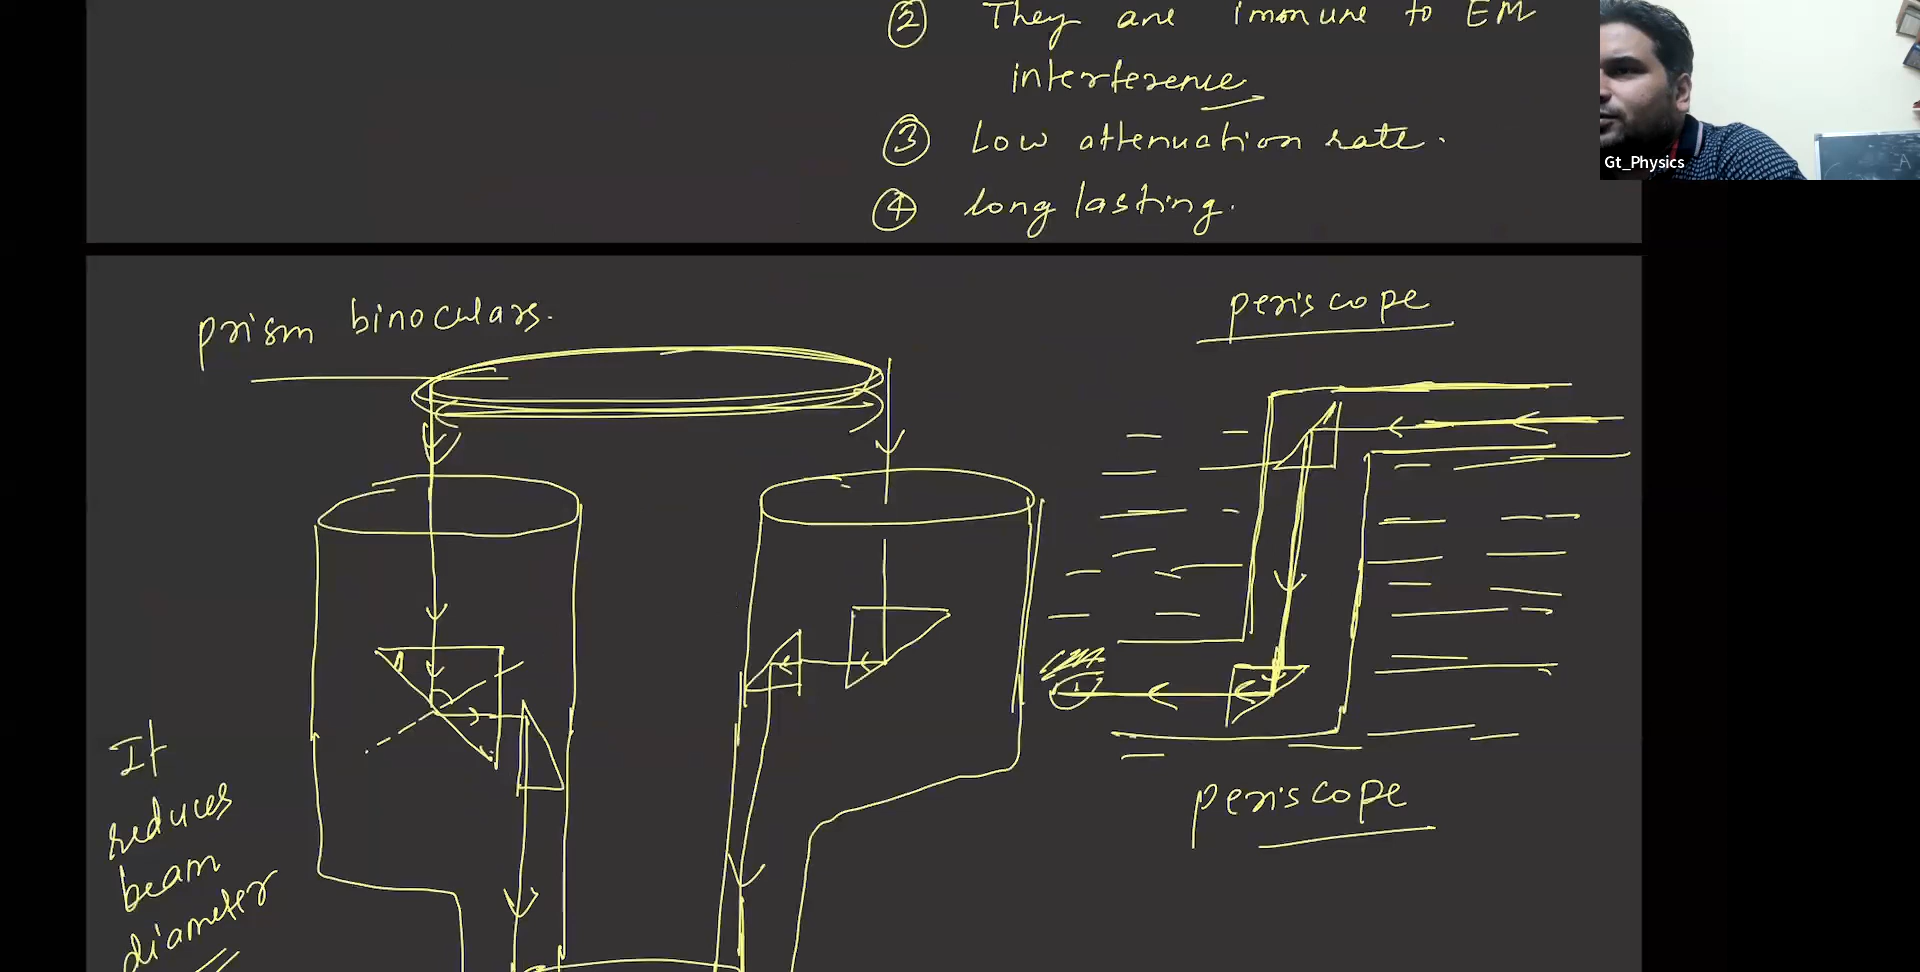 ② They are immune to EM
interference
③ Low attenuation rate.
④ long lasting.
Gt_Physics
prism binoculars.
periscope
It
reduces
beam
diameter
periscope